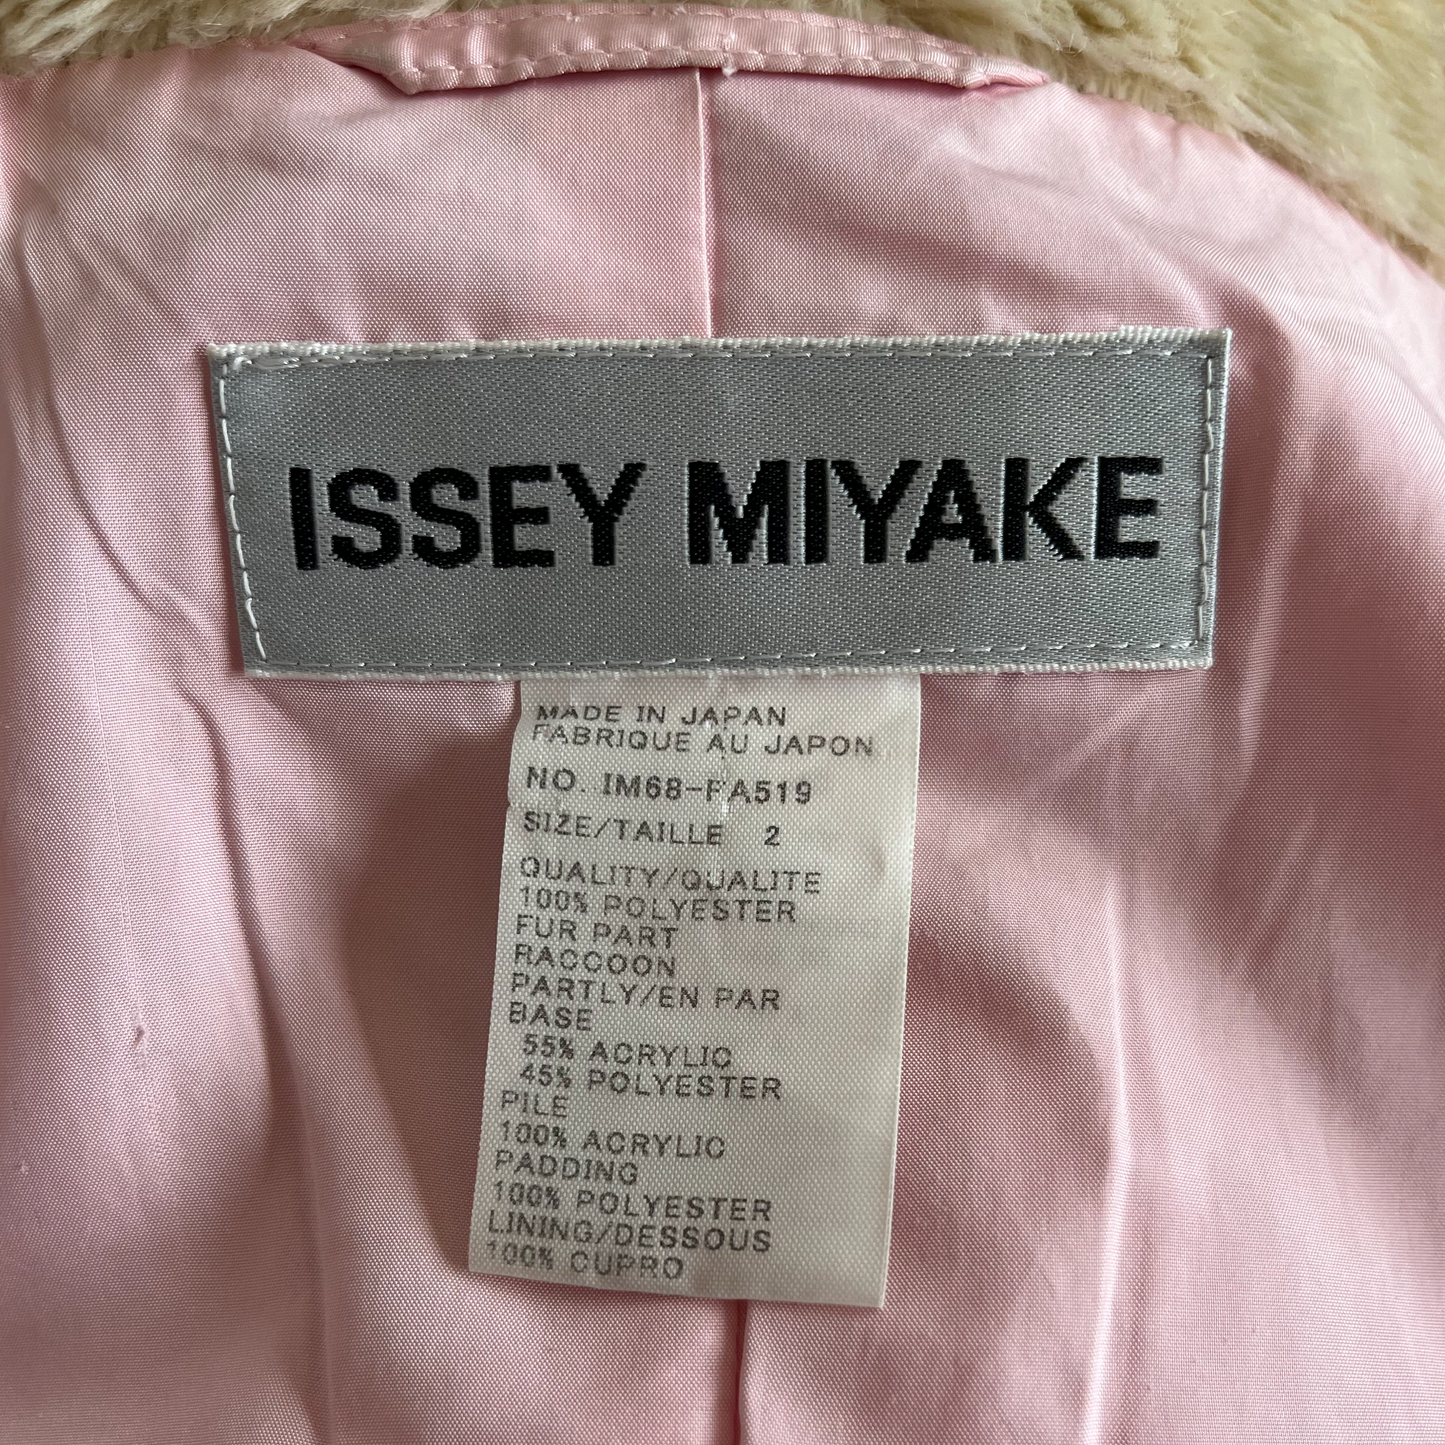 ISSEY MIYAKE
MADE IN JAPAN
FABRIQUE AU JAPON
NO. IM68-FA519
SIZE/TAILLE 2
QUALITY/QUALITE
100% POLYESTER
FUR PART
RACCOON
PARTLY/EN PAR
BASE
55% ACRYLIC
45% POLYESTER
PILE
100% ACRYLIC
PADDING
100% POLYESTER
LINING/DESSOUS
100% CUPRO